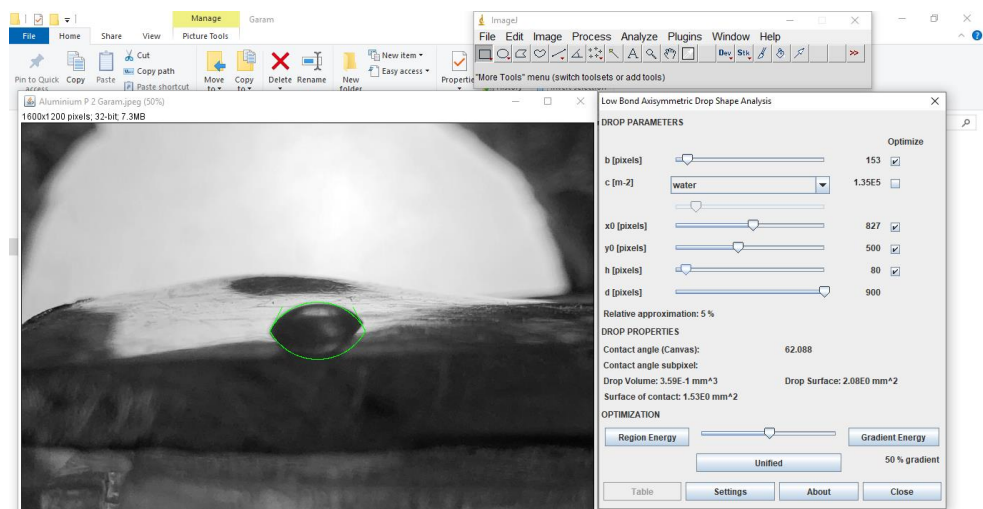 Manage
Garam
File
Home
Share
View
Picture Tools
Pin to Quick access
Copy
Paste
Cut
Copy path
Paste shortcut
Move to
Copy to
Delete
Rename
New folder
New item
Easy access
Propertie
ImageJ
File Edit Image Process Analyze Plugins Window Help
Dev Stk >>
"More Tools" menu (switch toolsets or add tools)
Aluminium P 2 Garam.jpeg (50%)
1600x1200 pixels; 32-bit; 7.3MB
Low Bond Axisymmetric Drop Shape Analysis
DROP PARAMETERS
Optimize
b [pixels] 153
c [m-2] water 1.35E5
x0 [pixels] 827
y0 [pixels] 500
h [pixels] 80
d [pixels] 900
Relative approximation: 5 %
DROP PROPERTIES
Contact angle (Canvas): 62.088
Contact angle subpixel:
Drop Volume: 3.59E-1 mm^3 Drop Surface: 2.08E0 mm^2
Surface of contact: 1.53E0 mm^2
OPTIMIZATION
Region Energy
Gradient Energy
Unified
50 % gradient
Table
Settings
About
Close